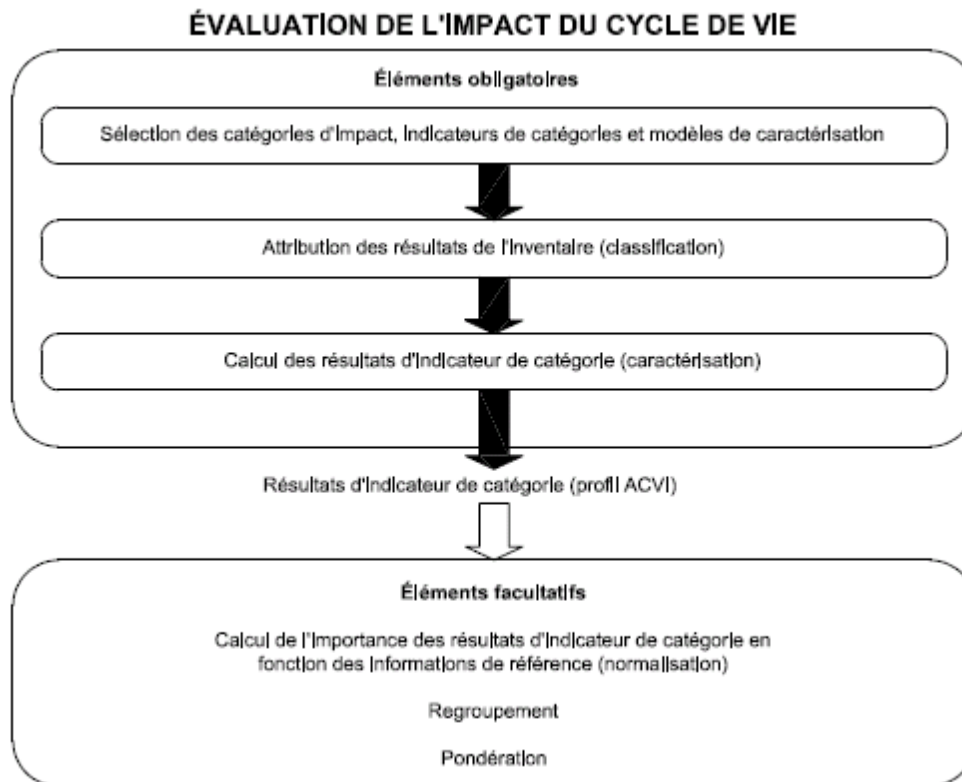 ÉVALUATION DE L'IMPACT DU CYCLE DE VIE
Éléments obligatoires
Sélection des catégories d'impact, indicateurs de catégories et modèles de caractérisation
Attribution des résultats de l'inventaire (classification)
Calcul des résultats d'indicateur de catégorie (caractérisation)
Résultats d'indicateur de catégorie (profil ACVI)
Éléments facultatifs
Calcul de l'importance des résultats d'indicateur de catégorie en
fonction des informations de référence (normalisation)
Regroupement
Pondération